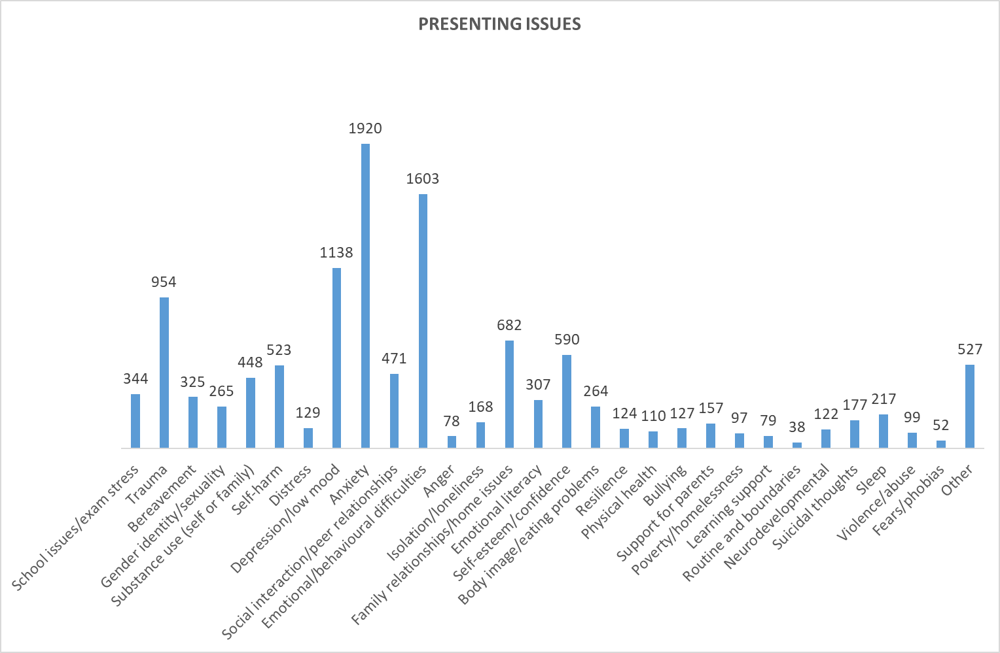 PRESENTING ISSUES
344
954
325
265
448
523
129
1138
1920
471
1603
78
168
682
307
590
264
124
110
127
157
97
79
38
122
177
217
99
52
527
School issues/exam stress
Trauma
Bereavement
Gender identity/sexuality
Substance use (self or family)
Self-harm
Distress
Depression/low mood
Anxiety
Social interaction/peer relationships
Emotional/behavioural difficulties
Anger
Isolation/loneliness
Family relationships/home issues
Emotional literacy
Self-esteem/confidence
Body image/eating problems
Resilience
Physical health
Bullying
Support for parents
Poverty/homelessness
Learning support
Routine and boundaries
Neurodevelopmental
Suicidal thoughts
Sleep
Violence/abuse
Fears/phobias
Other